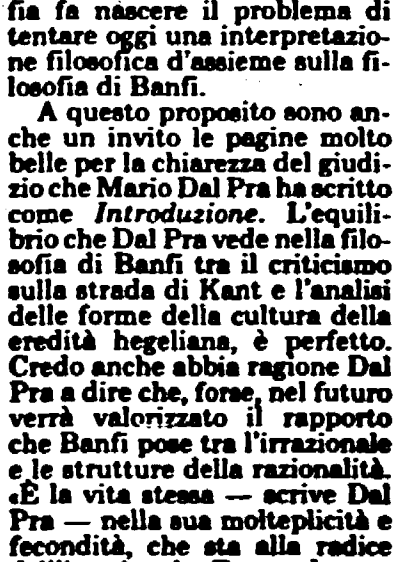 fia fa nascere il problema di
tentare oggi una interpretazio-
ne filosofica d'assieme sulla fi-
losofia di Banfi.
A questo proposito sono an-
che un invito le pagine molto
belle per la chiarezza del giudi-
zio che Mario Dal Pra ha scritto
come Introduzione. L'equili-
brio che Dal Pra vede nella filo-
sofia di Banfi tra il criticismo
sulla strada di Kant e l'analisi
delle forme della cultura della
eredità hegeliana, è perfetto.
Credo anche abbia ragione Dal
Pra a dire che, forse, nel futuro
verrà valorizzato il rapporto
che Banfi pose tra l'irrazionale
e le strutture della razionalità.
«È la vita stessa — scrive Dal
Pra — nella sua molteplicità e
fecondità, che sta alla radice